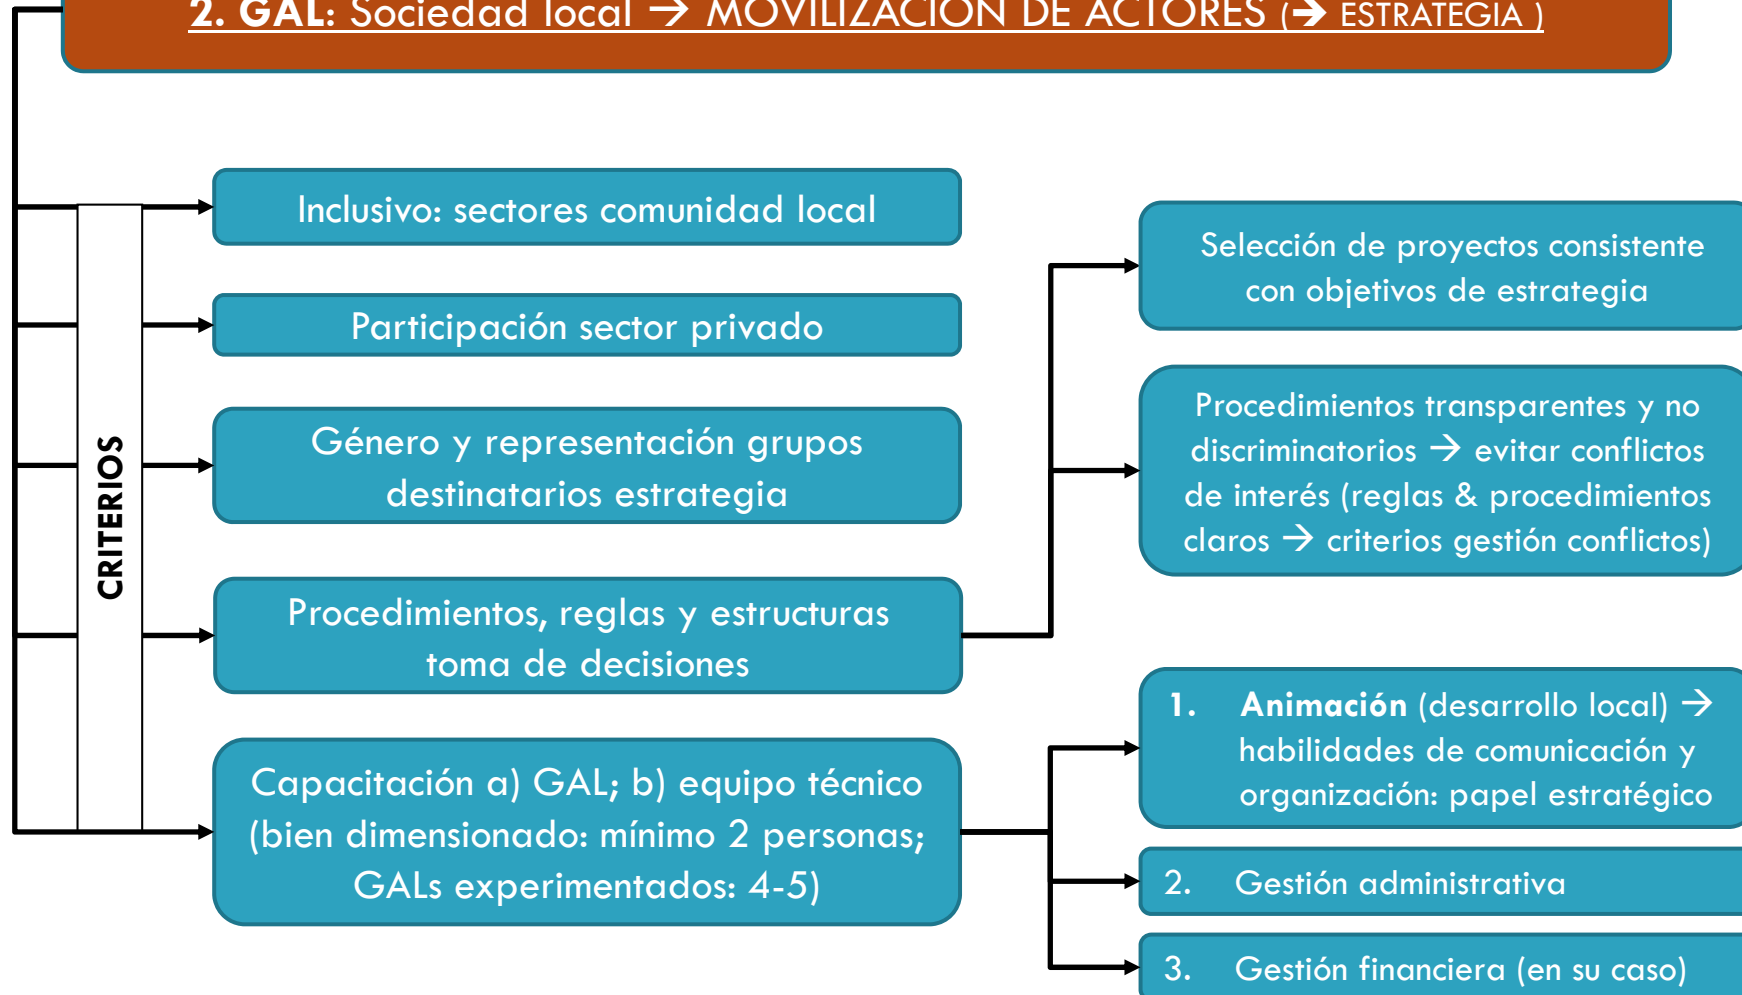 2. GAL: Sociedad local → MOVILIZACIÓN DE ACTORES (→ ESTRATEGIA )
CRITERIOS
Inclusivo: sectores comunidad local
Participación sector privado
Género y representación grupos
destinatarios estrategia
Procedimientos, reglas y estructuras
toma de decisiones
Capacitación a) GAL; b) equipo técnico
(bien dimensionado: mínimo 2 personas;
GALs experimentados: 4-5)
Selección de proyectos consistente
con objetivos de estrategia
Procedimientos transparentes y no
discriminatorios → evitar conflictos
de interés (reglas & procedimientos
claros → criterios gestión conflictos)
1. Animación (desarrollo local) →
habilidades de comunicación y
organización: papel estratégico
2. Gestión administrativa
3. Gestión financiera (en su caso)